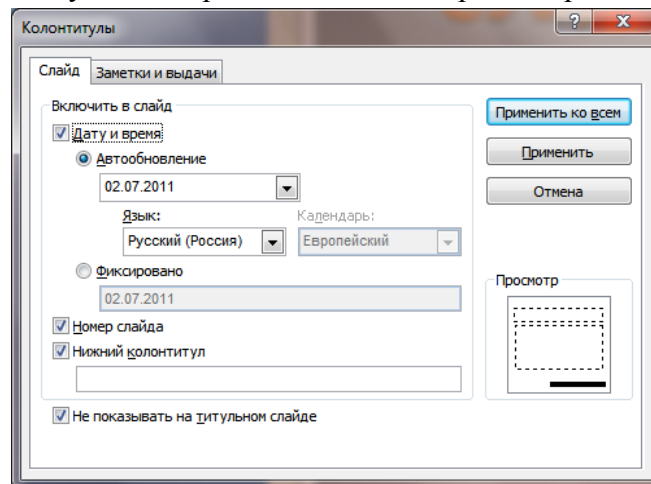 Колонтитулы
Слайд Заметки и выдачи
Включить в слайд
Дату и время
Автообновление
02.07.2011
Язык: Календарь:
Русский (Россия) Европейский
Фиксировано
02.07.2011
Номер слайда
Нижний колонтитул
Не показывать на титульном слайде
Применить ко всем
Применить
Отмена
Просмотр